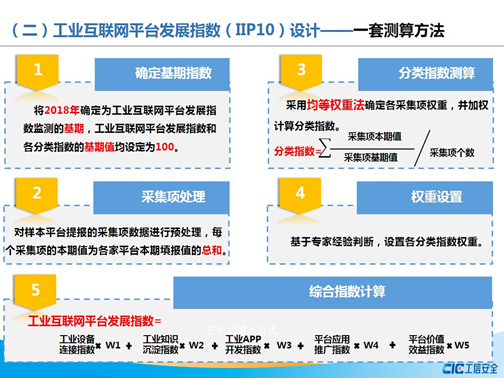 （二）工业互联网平台发展指数（IIP10）设计——一套测算方法
1
确定基期指数
将2018年确定为工业互联网平台发展指
数监测的基期，工业互联网平台发展指数和
各分类指数的基期值均设定为100。
2
采集项处理
对样本平台提报的采集项数据进行预处理，每
个采集项的本期值为各家平台本期填报值的总和。
3
分类指数测算
采用均等权重法确定各采集项权重，并加权
计算分类指数。
分类指数=∑ 采集项本期值 / 采集项基期值 / 采集项个数
4
权重设置
基于专家经验判断，设置各分类指数权重。
5
综合指数计算
工业互联网平台发展指数=
在此处键入公式。
工业设备连接指数 × W1 + 工业知识沉淀指数 × W2 + 工业APP开发指数 × W3 + 平台应用推广指数 × W4 + 平台价值效益指数 × W5
CIC工信安全